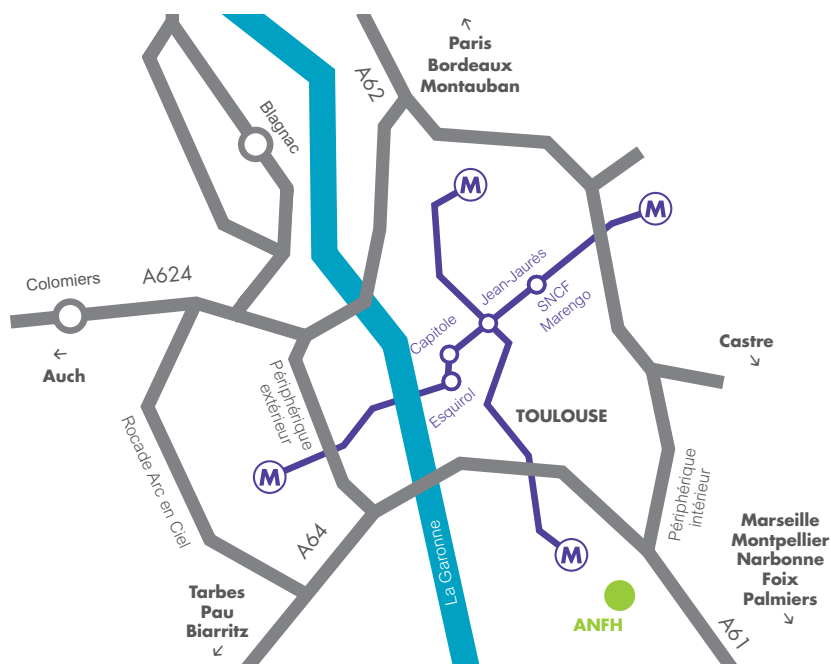 Paris
Bordeaux
Montauban
A62
Blagnac
M
M
Colomiers
A624
Jean-Jaurès
SNCF
Marengo
Capitole
Castre
Auch
Périphérique
extérieur
Esquirol
TOULOUSE
Rocade Arc en Ciel
M
Périphérique
intérieur
A64
La Garonne
M
Marseille
Montpellier
Narbonne
Foix
Palmiers
Tarbes
Pau
Biarritz
ANFH
A61